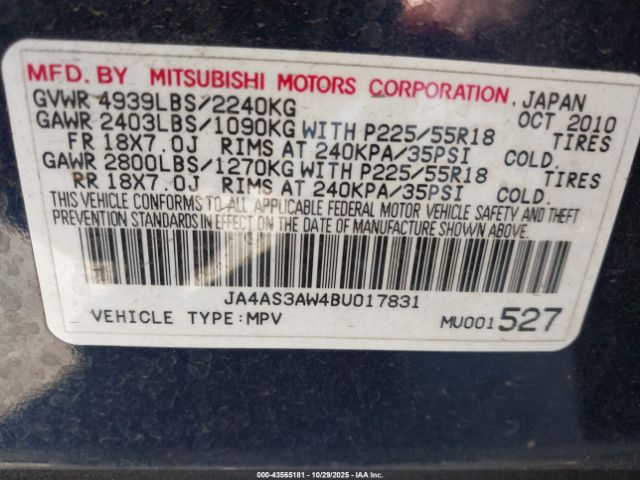 MFD. BY MITSUBISHI MOTORS CORPORATION, JAPAN
GVWR 4939LBS/2240KG OCT 2010
GAWR 2403LBS/1090KG WITH P225/55R18 TIRES
FR 18X7.0J RIMS AT 240KPA/35PSI COLD.
GAWR 2800LBS/1270KG WITH P225/55R18 TIRES
RR 18X7.0J RIMS AT 240KPA/35PSI COLD.
THIS VEHICLE CONFORMS TO ALL APPLICABLE FEDERAL MOTOR VEHICLE SAFETY AND THEFT
PREVENTION STANDARDS IN EFFECT ON THE DATE OF MANUFACTURE SHOWN ABOVE.
JA4AS3AW4BU017831
VEHICLE TYPE:MPV MU001527
000-43565181 - 10/29/2025 - IAA Inc.